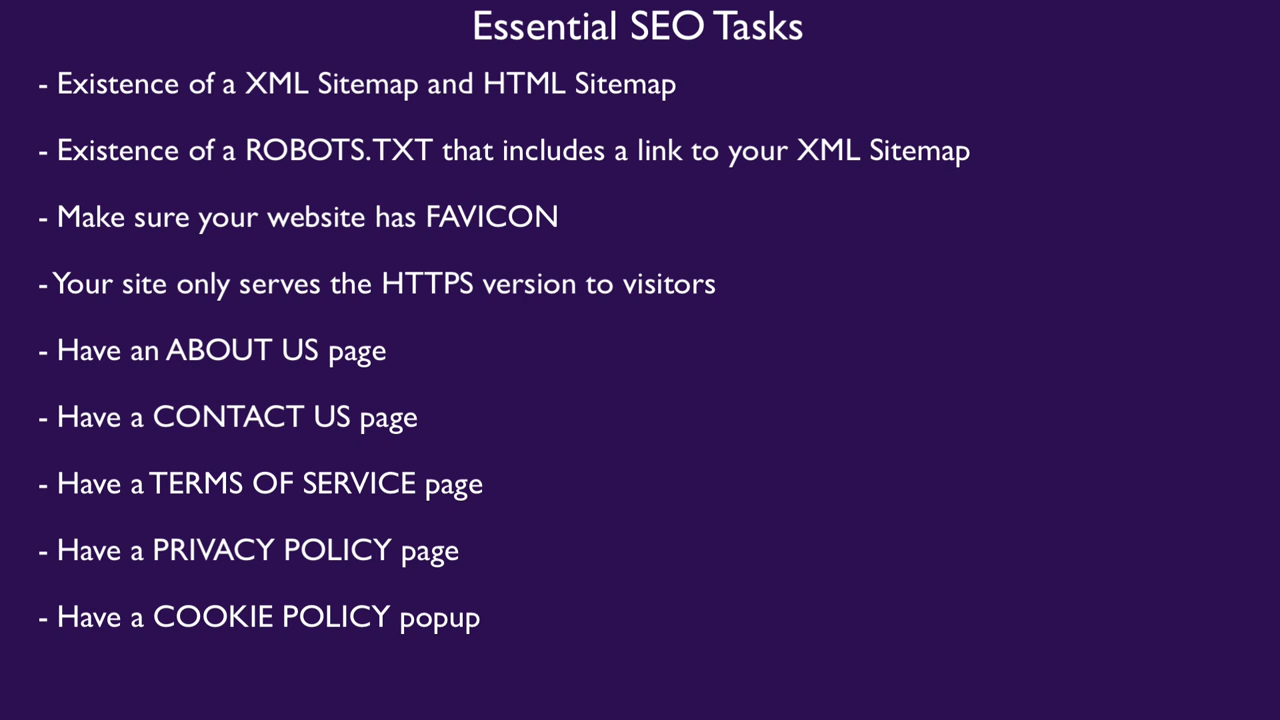 Essential SEO Tasks
- Existence of a XML Sitemap and HTML Sitemap
- Existence of a ROBOTS.TXT that includes a link to your XML Sitemap
- Make sure your website has FAVICON
- Your site only serves the HTTPS version to visitors
- Have an ABOUT US page
- Have a CONTACT US page
- Have a TERMS OF SERVICE page
- Have a PRIVACY POLICY page
- Have a COOKIE POLICY popup